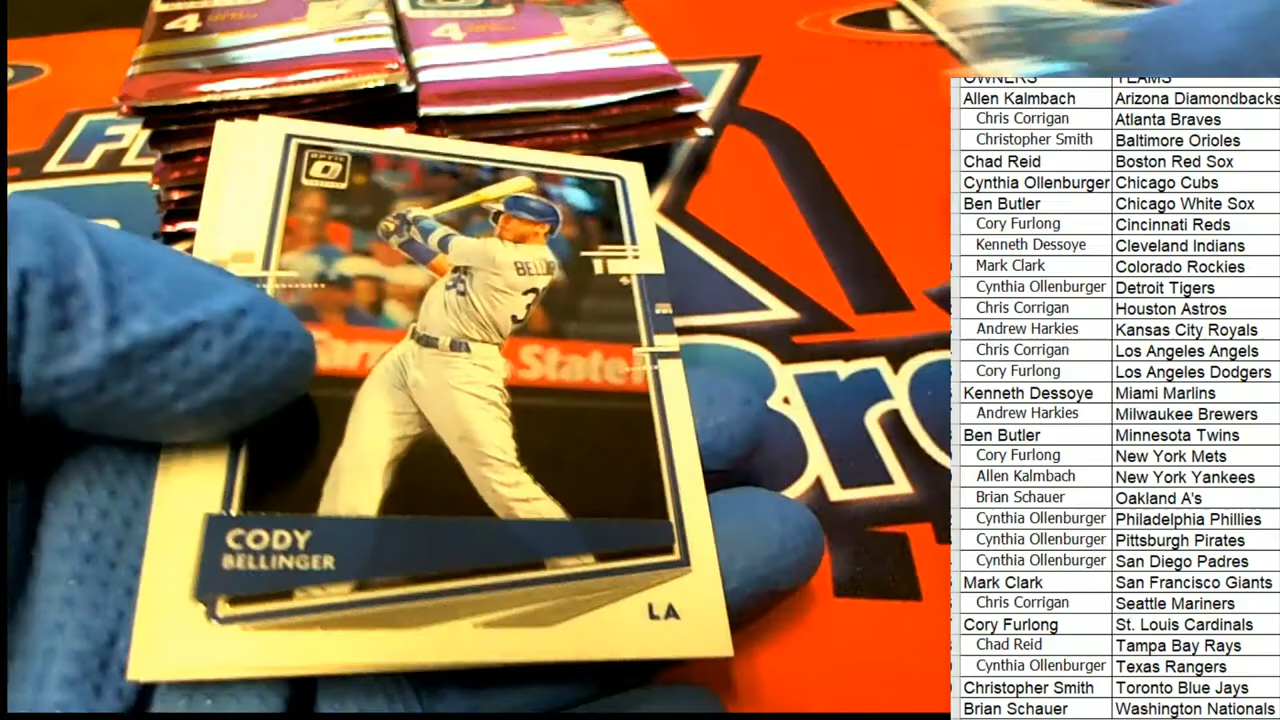 4
4
OPTIC
BELLIN
3
Farm State
CODY
BELLINGER
LA
Bre
OWNERS TEAMS
Allen Kalmbach Arizona Diamondbacks
Chris Corrigan Atlanta Braves
Christopher Smith Baltimore Orioles
Chad Reid Boston Red Sox
Cynthia Ollenburger Chicago Cubs
Ben Butler Chicago White Sox
Cory Furlong Cincinnati Reds
Kenneth Dessoye Cleveland Indians
Mark Clark Colorado Rockies
Cynthia Ollenburger Detroit Tigers
Chris Corrigan Houston Astros
Andrew Harkies Kansas City Royals
Chris Corrigan Los Angeles Angels
Cory Furlong Los Angeles Dodgers
Kenneth Dessoye Miami Marlins
Andrew Harkies Milwaukee Brewers
Ben Butler Minnesota Twins
Cory Furlong New York Mets
Allen Kalmbach New York Yankees
Brian Schauer Oakland A's
Cynthia Ollenburger Philadelphia Phillies
Cynthia Ollenburger Pittsburgh Pirates
Cynthia Ollenburger San Diego Padres
Mark Clark San Francisco Giants
Chris Corrigan Seattle Mariners
Cory Furlong St. Louis Cardinals
Chad Reid Tampa Bay Rays
Cynthia Ollenburger Texas Rangers
Christopher Smith Toronto Blue Jays
Brian Schauer Washington Nationals